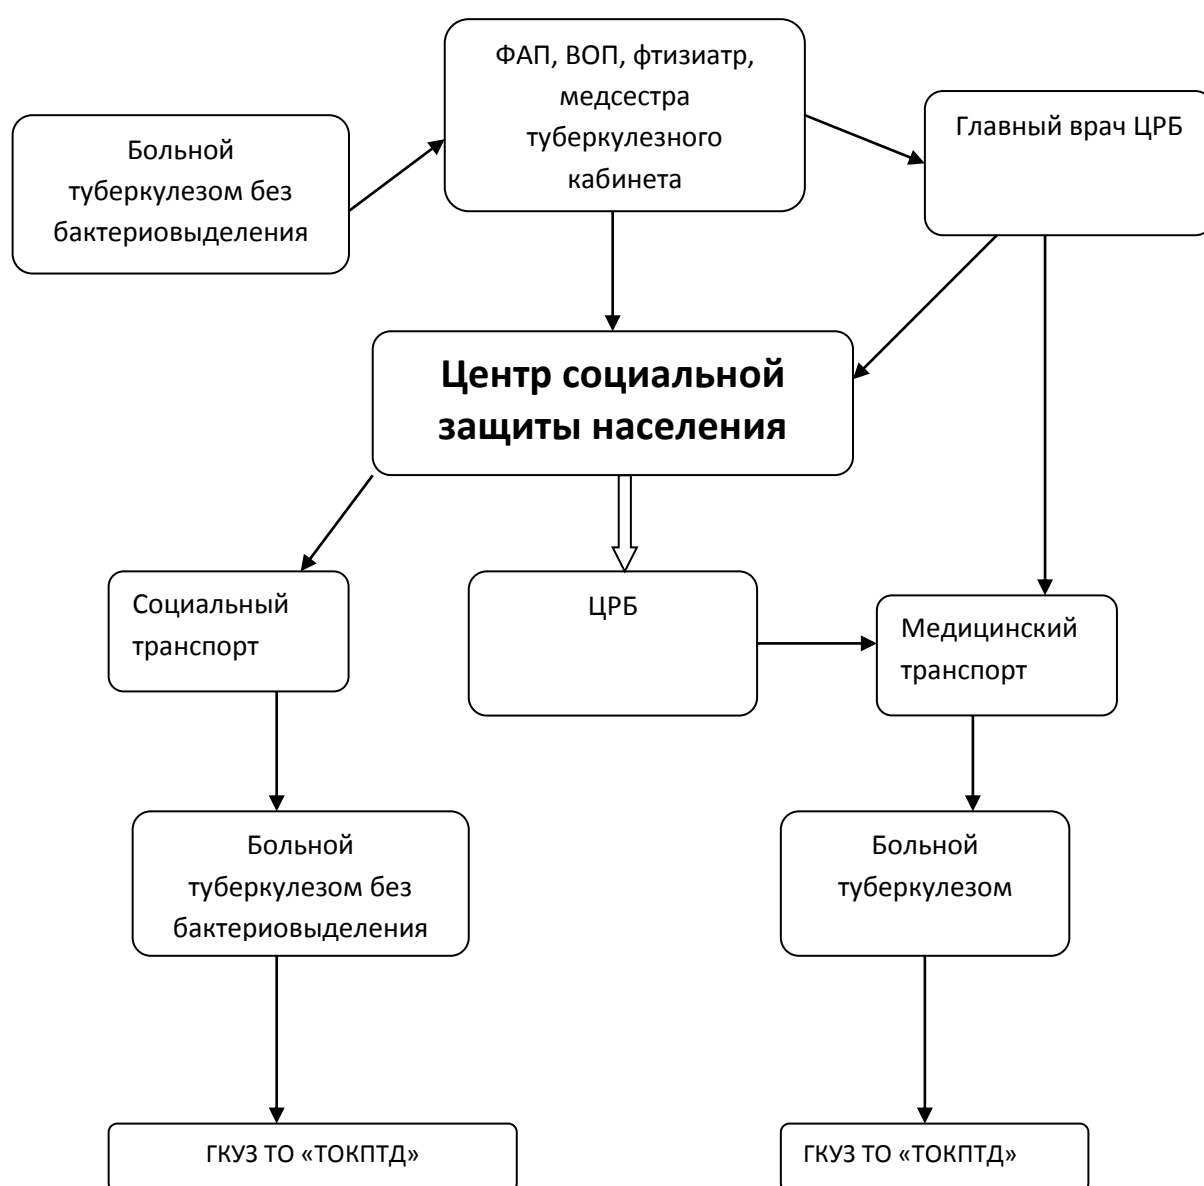 ФАП, ВОП, фтизиатр,
медсестра
туберкулезного
кабинета
Главный врач ЦРБ
Больной
туберкулезом без
бактериовыделения
Центр социальной
защиты населения
Социальный
транспорт
ЦРБ
Медицинский
транспорт
Больной
туберкулезом без
бактериовыделения
Больной
туберкулезом
ГКУЗ ТО «ТОКПТД»
ГКУЗ ТО «ТОКПТД»